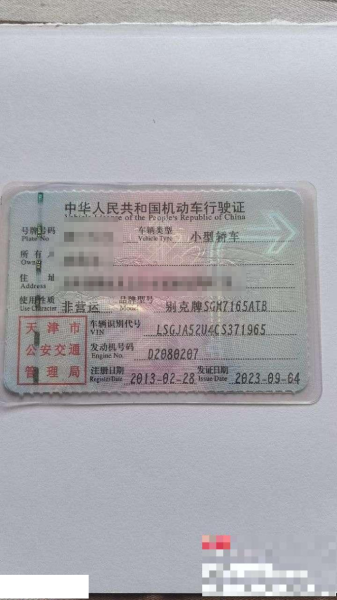 中华人民共和国机动车行驶证
Vehicle License of the People's Republic of China
号牌号码 车辆类型 小型轿车
Plate No Vehicle Type
所有
Owner
住址
Address
使用性质 非营运 品牌型号 别克牌SGM7165ATB
Use Character Model
天津市 车辆识别代号 LSGJA52U4CS371965
VIN
公安交通 发动机号码 DZ080207
Engine No.
管理局 注册日期 2013-02-28 发证日期 2023-09-04
Register Date Issue Date